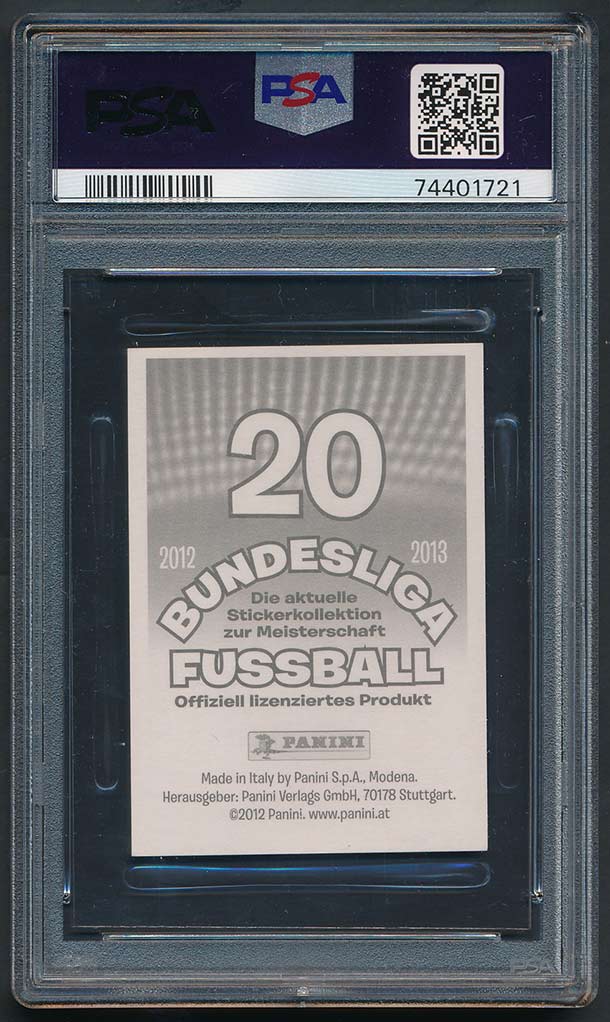 PSA
PSA
74401721
20
2012 2013
BUNDESLIGA
Die aktuelle
Stickerkollektion
zur Meisterschaft
FUSSBALL
Offiziell lizenziertes Produkt
PANINI
Made in Italy by Panini S.p.A., Modena.
Herausgeber: Panini Verlags GmbH, 70178 Stuttgart.
©2012 Panini. www.panini.at
PSA